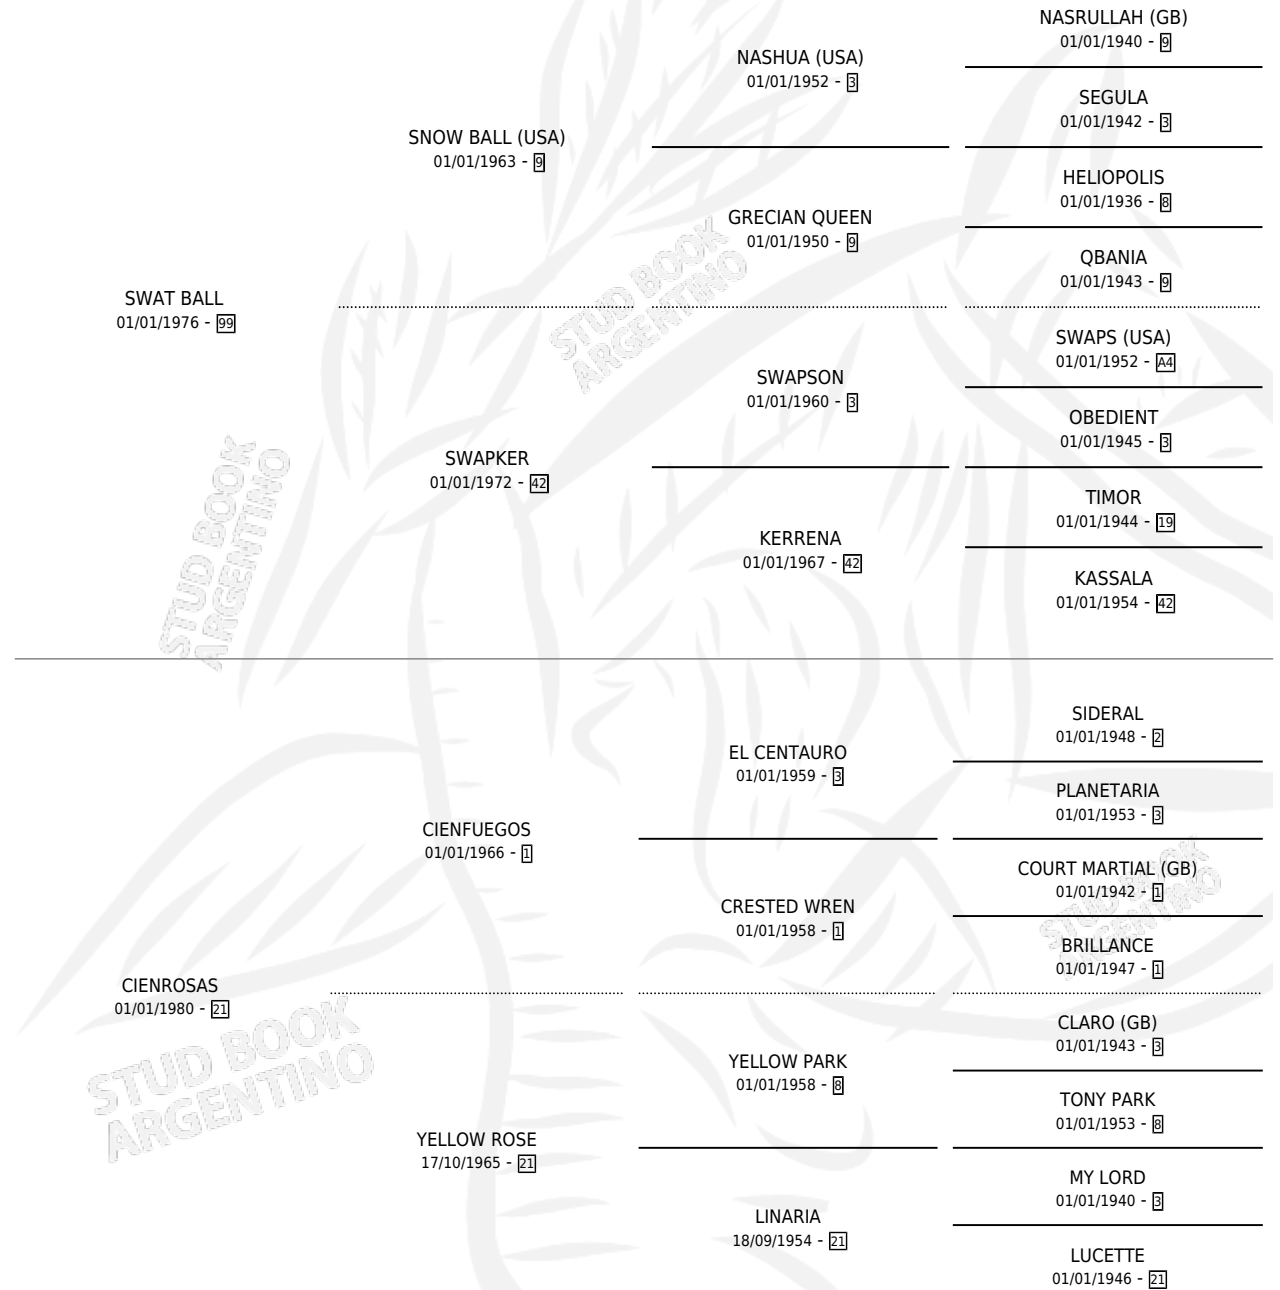 NASRULLAH (GB)
01/01/1940 - 9
NASHUA (USA)
01/01/1952 - 3
SEGULA
01/01/1942 - 3
SNOW BALL (USA)
01/01/1963 - 9
HELIOPOLIS
01/01/1936 - 8
GRECIAN QUEEN
01/01/1950 - 9
QBANIA
01/01/1943 - 9
SWAT BALL
01/01/1976 - 99
SWAPS (USA)
01/01/1952 - A4
SWAPSON
01/01/1960 - 3
OBEDIENT
01/01/1945 - 3
SWAPKER
01/01/1972 - 42
TIMOR
01/01/1944 - 19
KERRENA
01/01/1967 - 42
KASSALA
01/01/1954 - 42
SIDERAL
01/01/1948 - 2
EL CENTAURO
01/01/1959 - 3
PLANETARIA
01/01/1953 - 3
CIENFUEGOS
01/01/1966 - 1
COURT MARTIAL (GB)
01/01/1942 - 1
CRESTED WREN
01/01/1958 - 1
BRILLANCE
01/01/1947 - 1
CIENROSAS
01/01/1980 - 21
CLARO (GB)
01/01/1943 - 3
YELLOW PARK
01/01/1958 - 8
TONY PARK
01/01/1953 - 8
YELLOW ROSE
17/10/1965 - 21
MY LORD
01/01/1940 - 3
LINARIA
18/09/1954 - 21
LUCETTE
01/01/1946 - 21
STUD BOOK
ARGENTINO
STUD BOOK
ARGENTINO
STUD BOOK
ARGENTINO
STUD BOOK
ARGENTINO